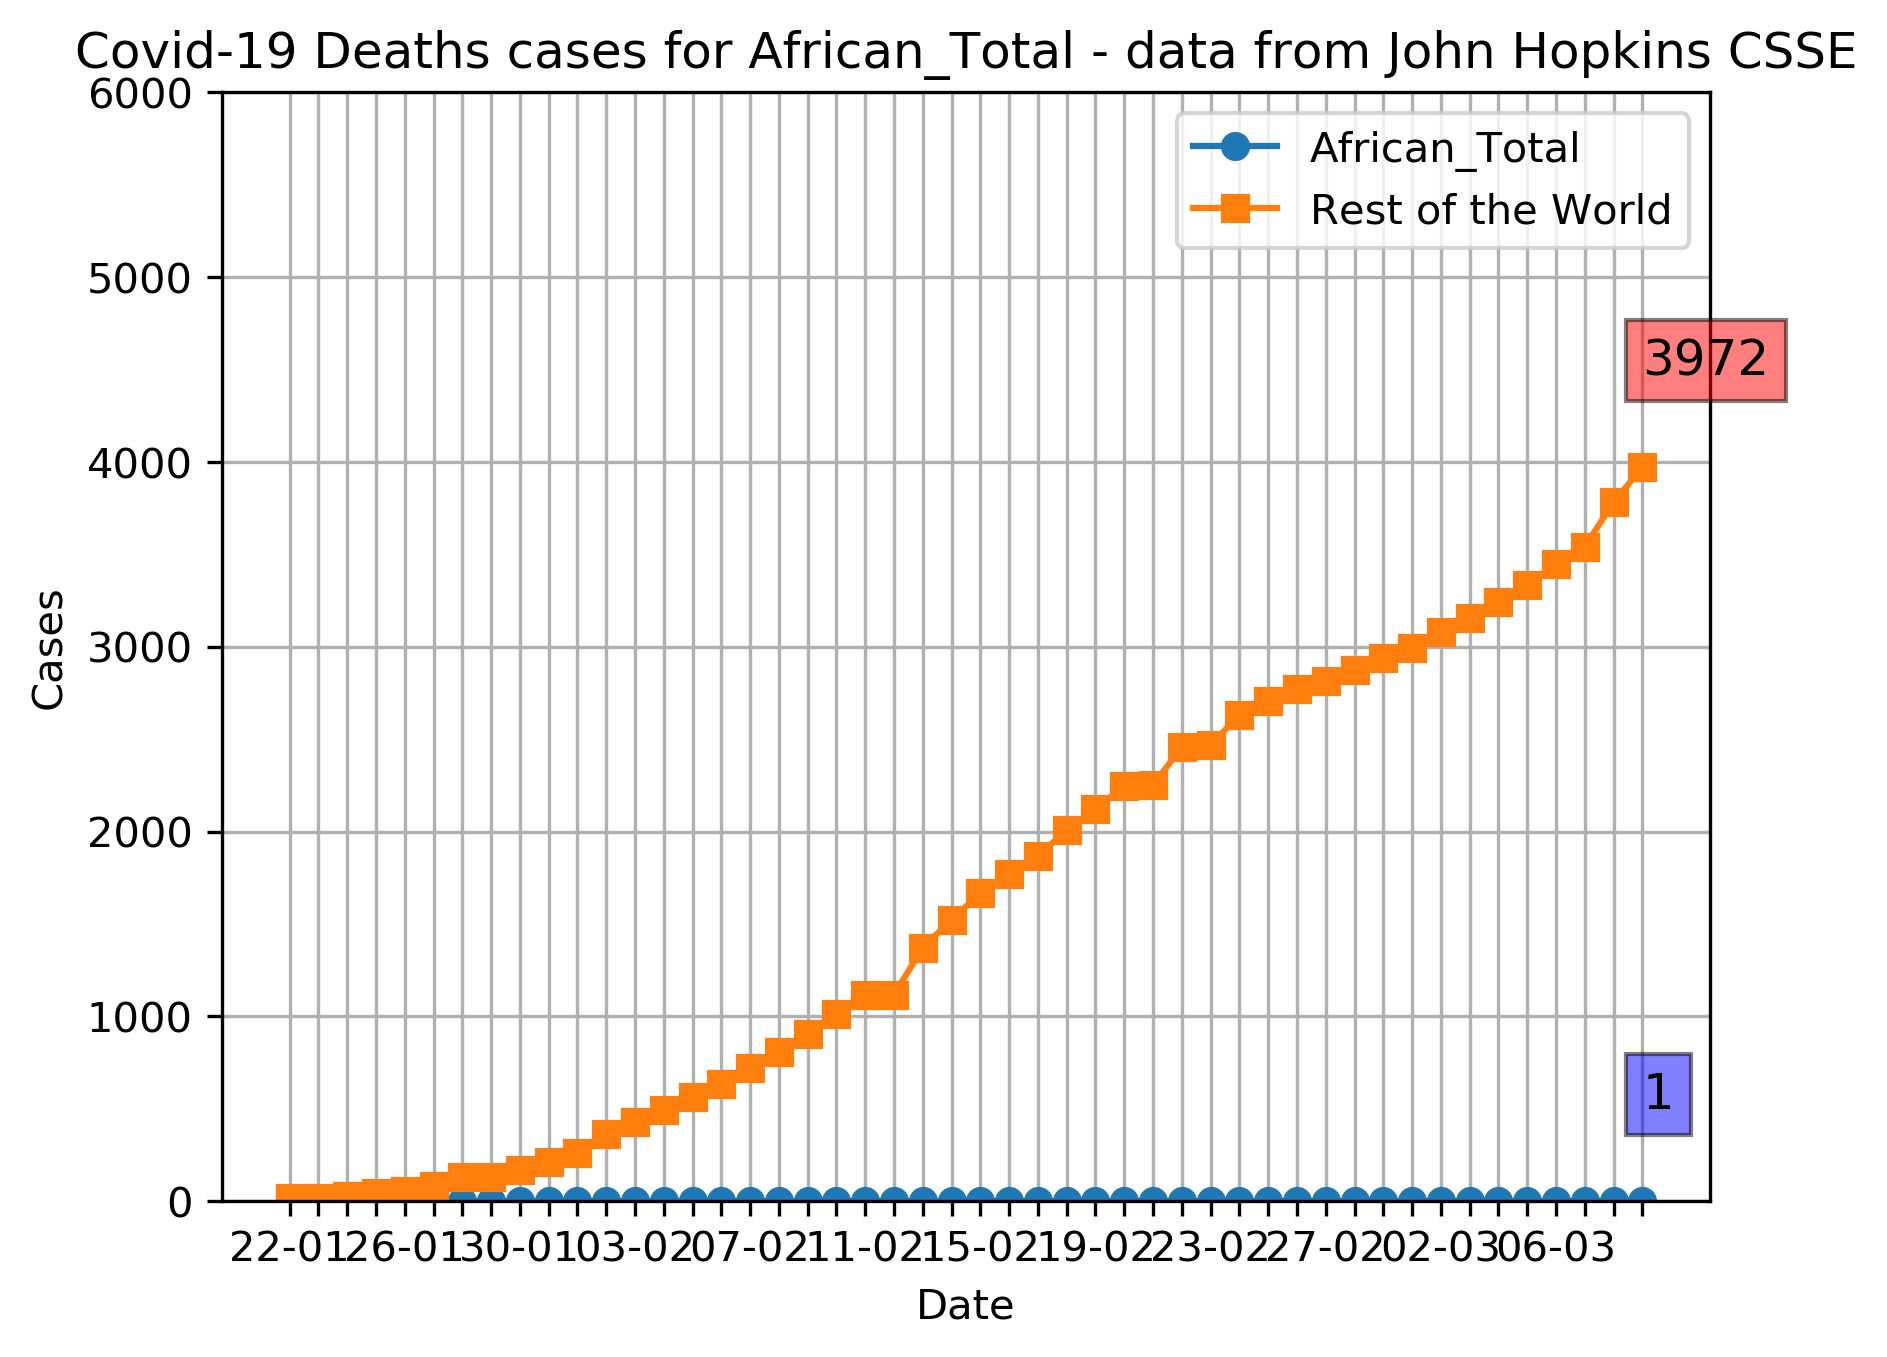 Covid-19 Deaths cases for African_Total - data from John Hopkins CSSE
6000
5000
4000
3000
2000
1000
0
Cases
African_Total
Rest of the World
3972
1
22-01 26-01 30-01 03-02 07-02 11-02 15-02 19-02 23-02 27-02 02-03 06-03
Date